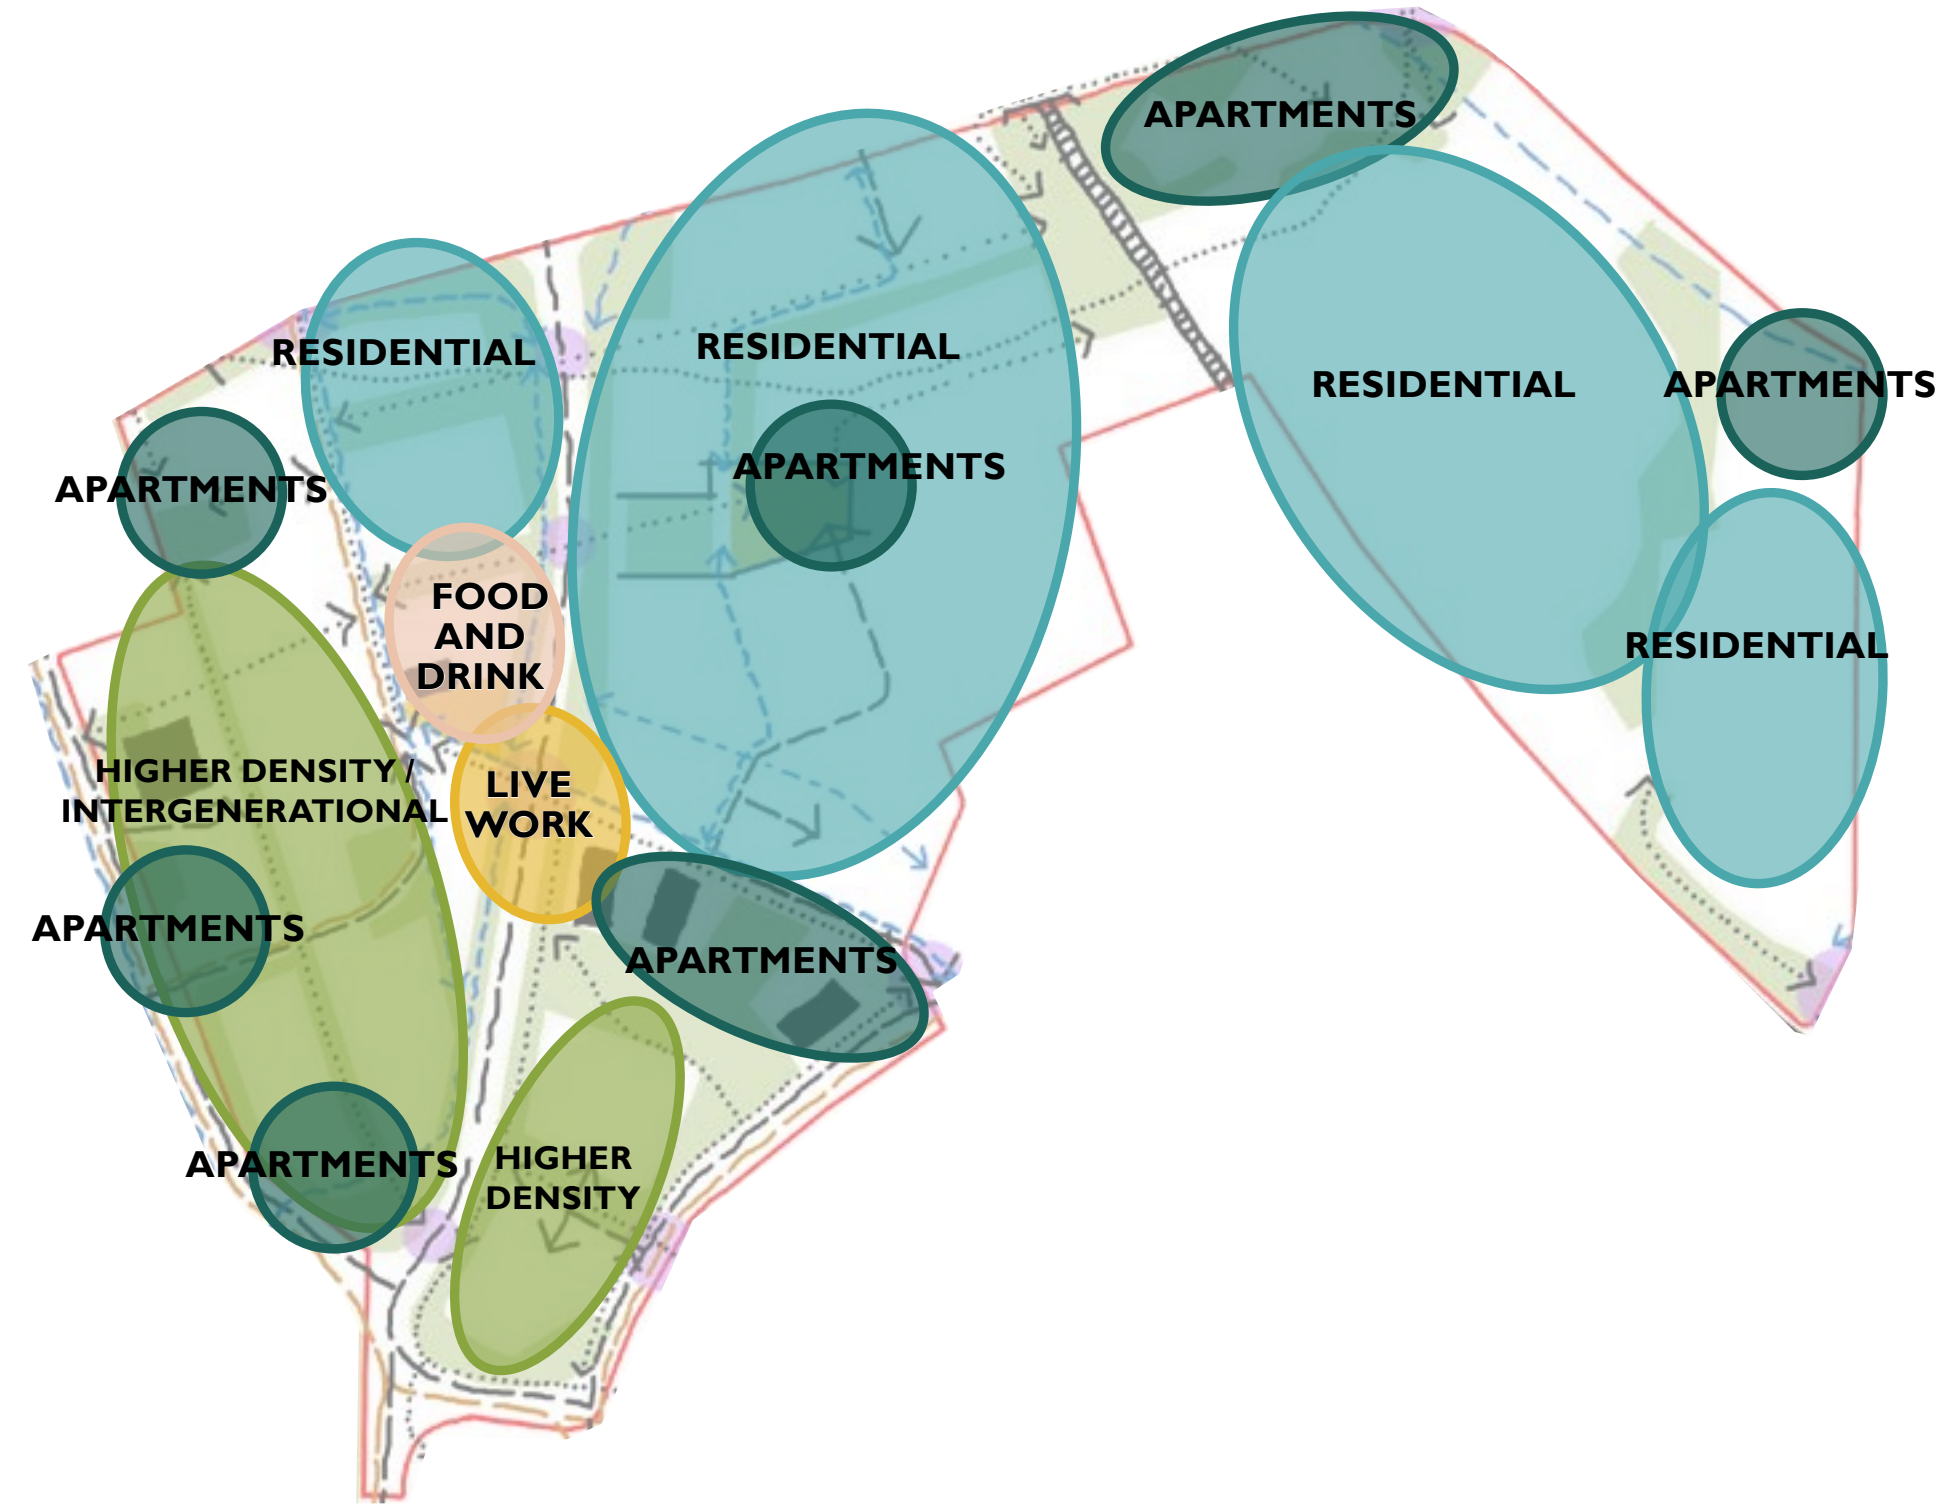 APARTMENTS
RESIDENTIAL
RESIDENTIAL
RESIDENTIAL
APARTMENTS
APARTMENTS
APARTMENTS
FOOD
AND
DRINK
RESIDENTIAL
HIGHER DENSITY /
INTERGENERATIONAL
LIVE
WORK
APARTMENTS
APARTMENTS
APARTMENTS
HIGHER
DENSITY